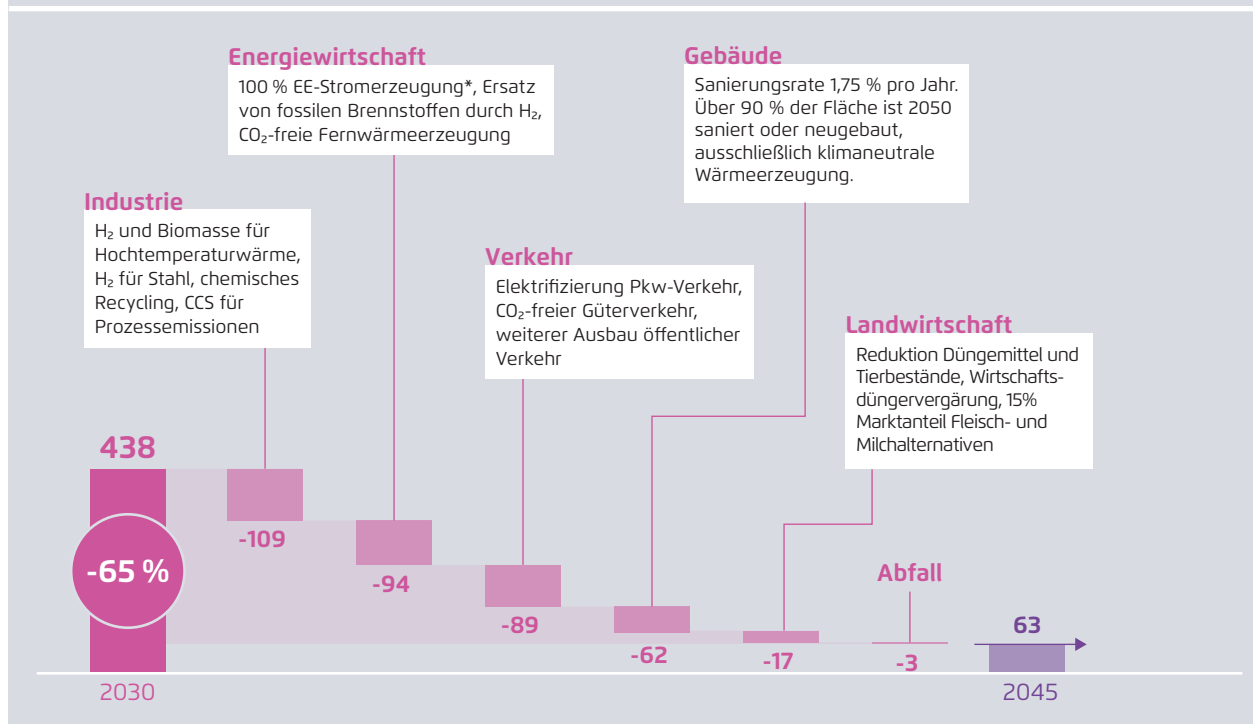 Energiewirtschaft
100 % EE-Stromerzeugung*, Ersatz
von fossilen Brennstoffen durch H₂,
CO₂-freie Fernwärmeerzeugung
Gebäude
Sanierungsrate 1,75 % pro Jahr.
Über 90 % der Fläche ist 2050
saniert oder neugebaut,
ausschließlich klimaneutrale
Wärmeerzeugung.
Industrie
H₂ und Biomasse für
Hochtemperaturwärme,
H₂ für Stahl, chemisches
Recycling, CCS für
Prozessemissionen
Verkehr
Elektrifizierung Pkw-Verkehr,
CO₂-freier Güterverkehr,
weiterer Ausbau öffentlicher
Verkehr
Landwirtschaft
Reduktion Düngemittel und
Tierbestände, Wirtschafts-
düngervergärung, 15%
Marktanteil Fleisch- und
Milchalternativen
438
-65 %
-109
-94
-89
-62
-17
Abfall
-3
63
2030
2045